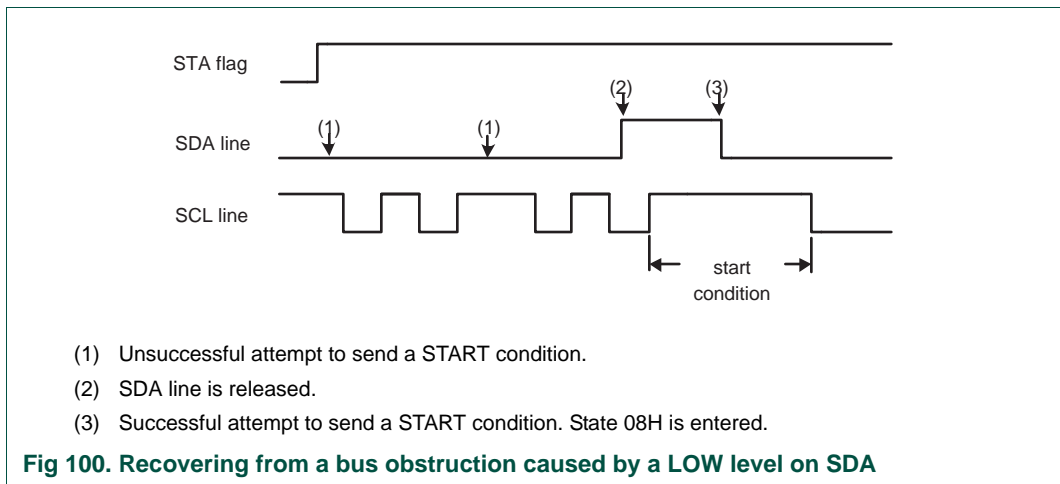 STA flag
(2) (3)
(1) (1)
SDA line
SCL line
start
condition
(1) Unsuccessful attempt to send a START condition.
(2) SDA line is released.
(3) Successful attempt to send a START condition. State 08H is entered.
Fig 100. Recovering from a bus obstruction caused by a LOW level on SDA